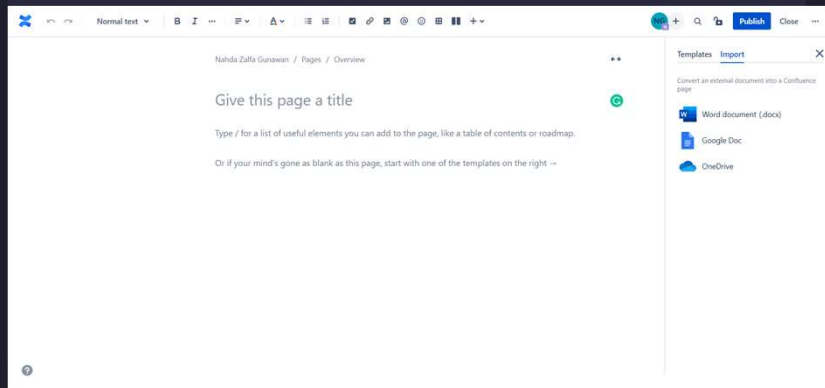 Normal text
B I ... A @ +
NG + Publish Close ...
Nahda Zalfa Gunawan / Pages / Overview
Give this page a title
G
Type / for a list of useful elements you can add to the page, like a table of contents or roadmap.
Or if your mind's gone as blank as this page, start with one of the templates on the right →
Templates Import
Convert an external document into a Confluence
page
W Word document (.docx)
Google Doc
OneDrive
?